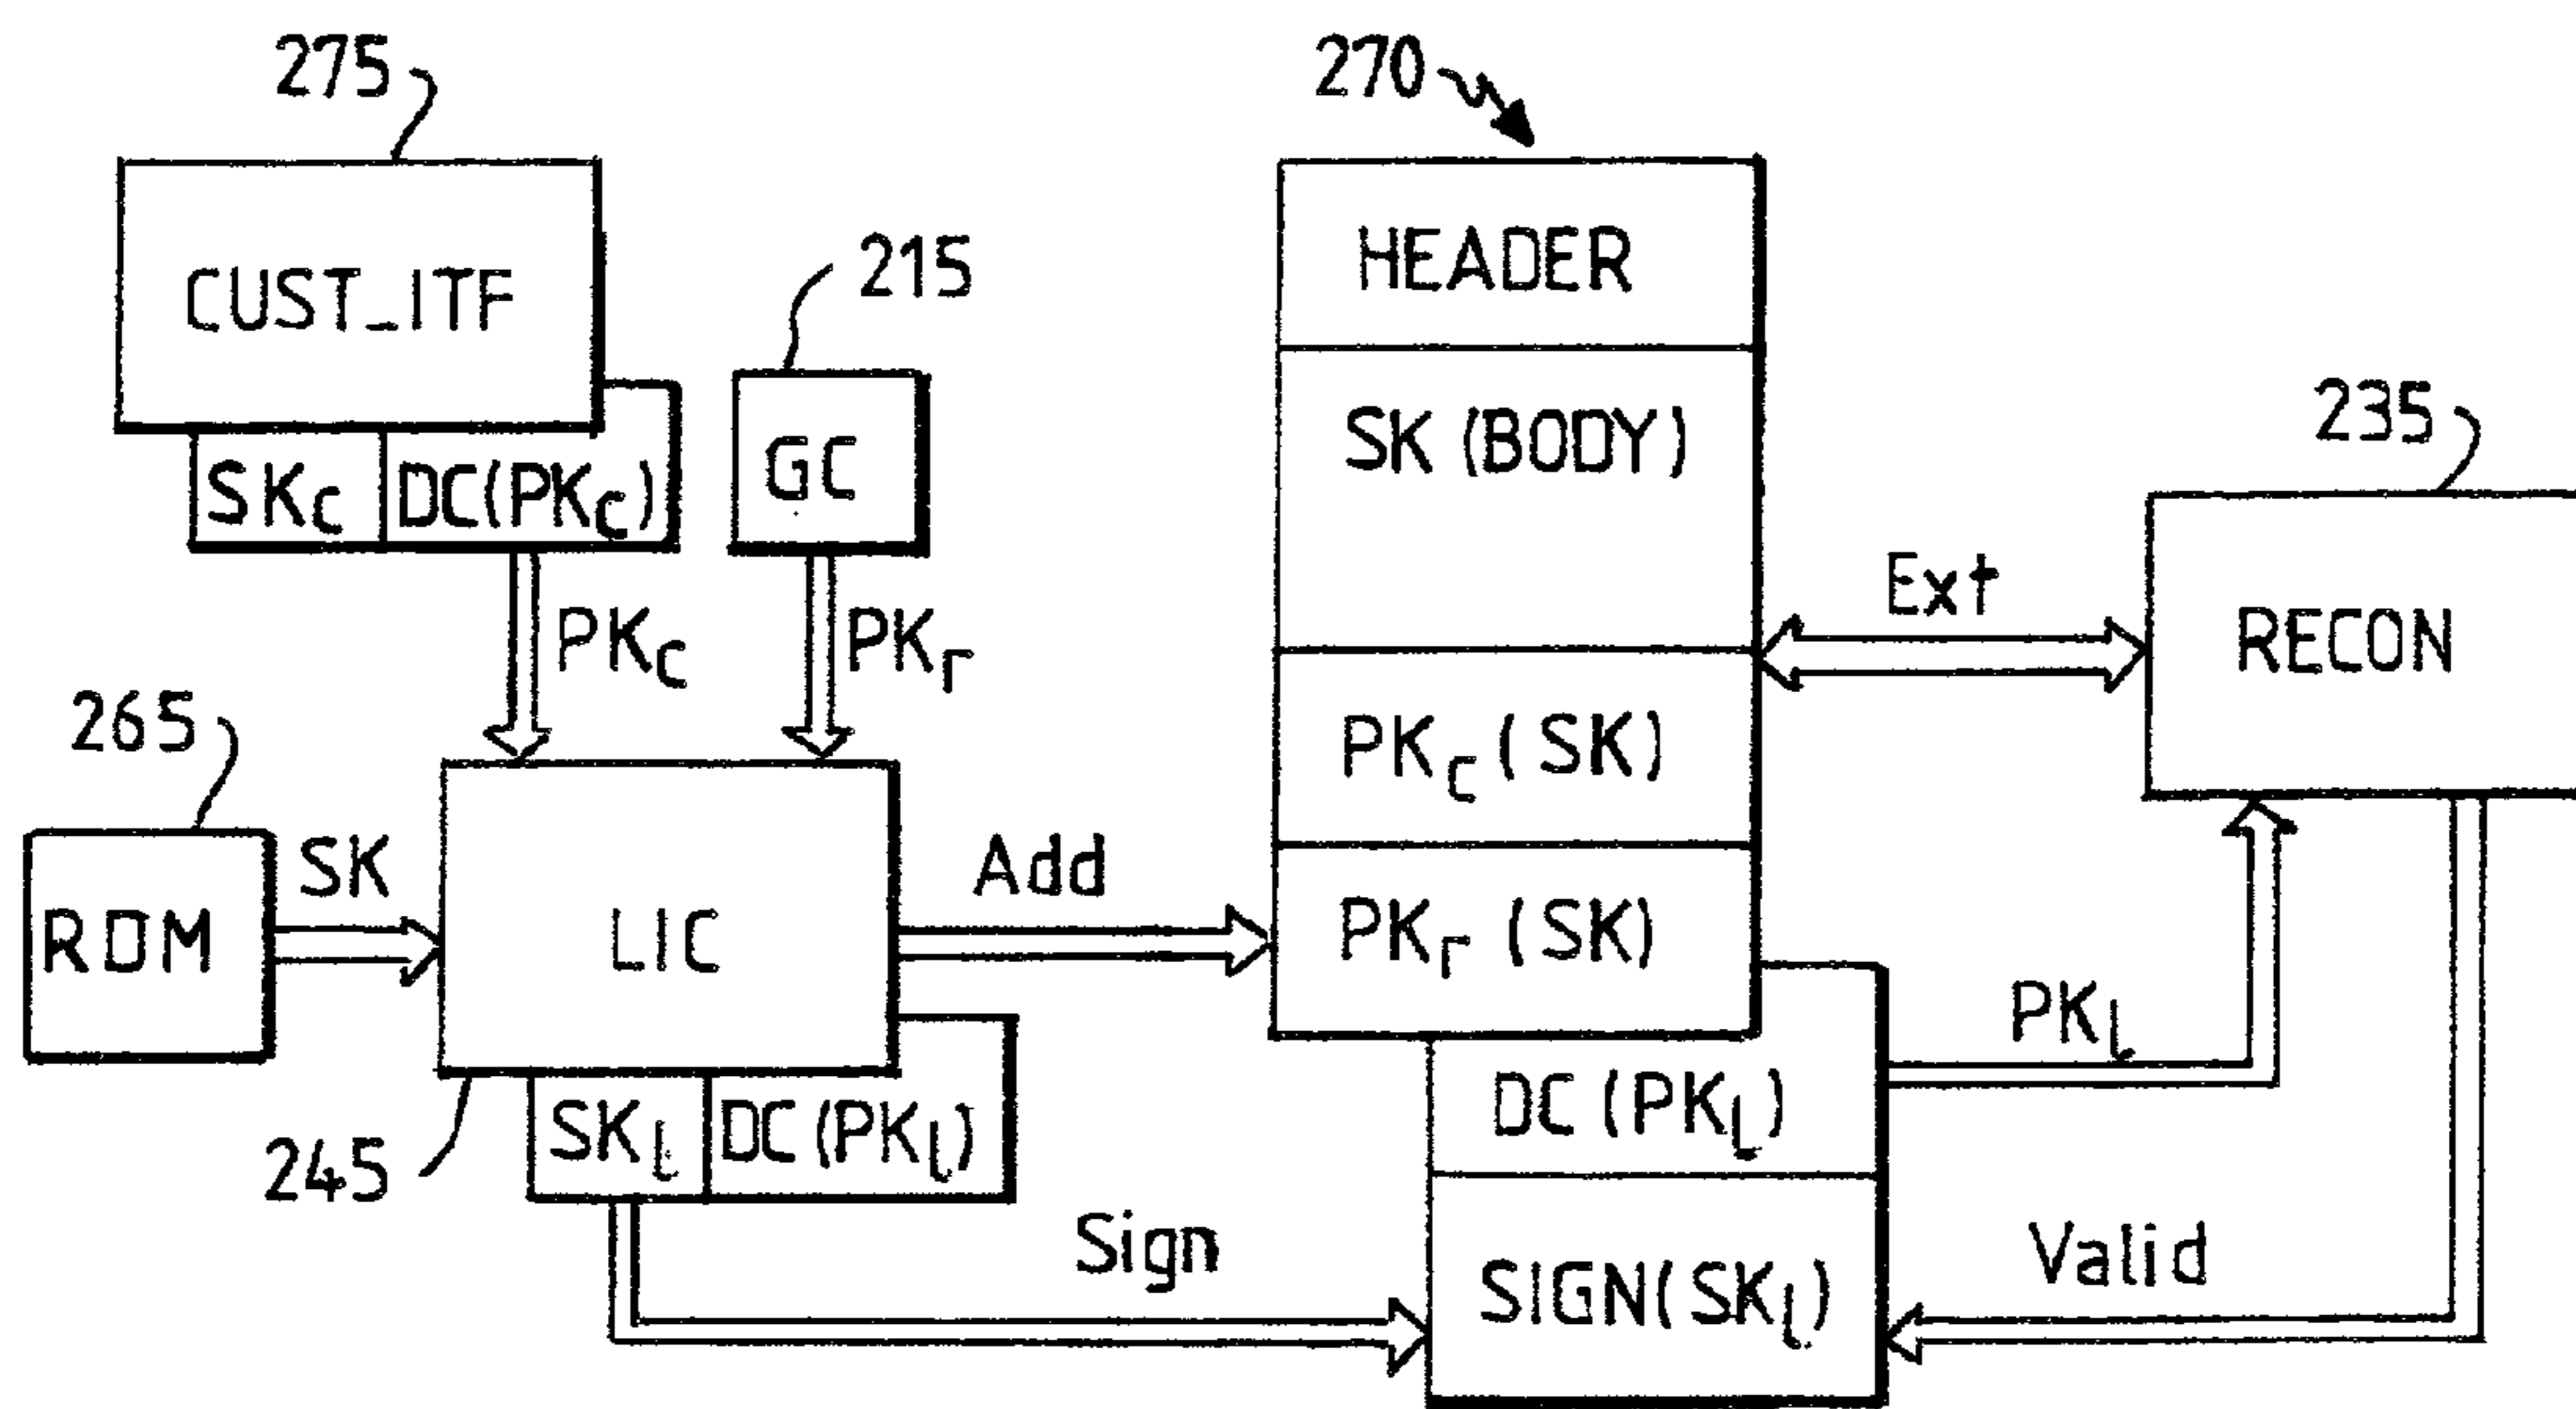 275
270
CUST_ITF
215
HEADER
GC
SK (BODY)
235
SKC
DC(PKC)
PKC
PKr
Ext
RECON
265
PKC (SK)
RDM
SK
LIC
Add
PKr (SK)
245
SKl
DC(PKl)
DC (PKl)
PKl
Sign
SIGN(SKl)
Valid